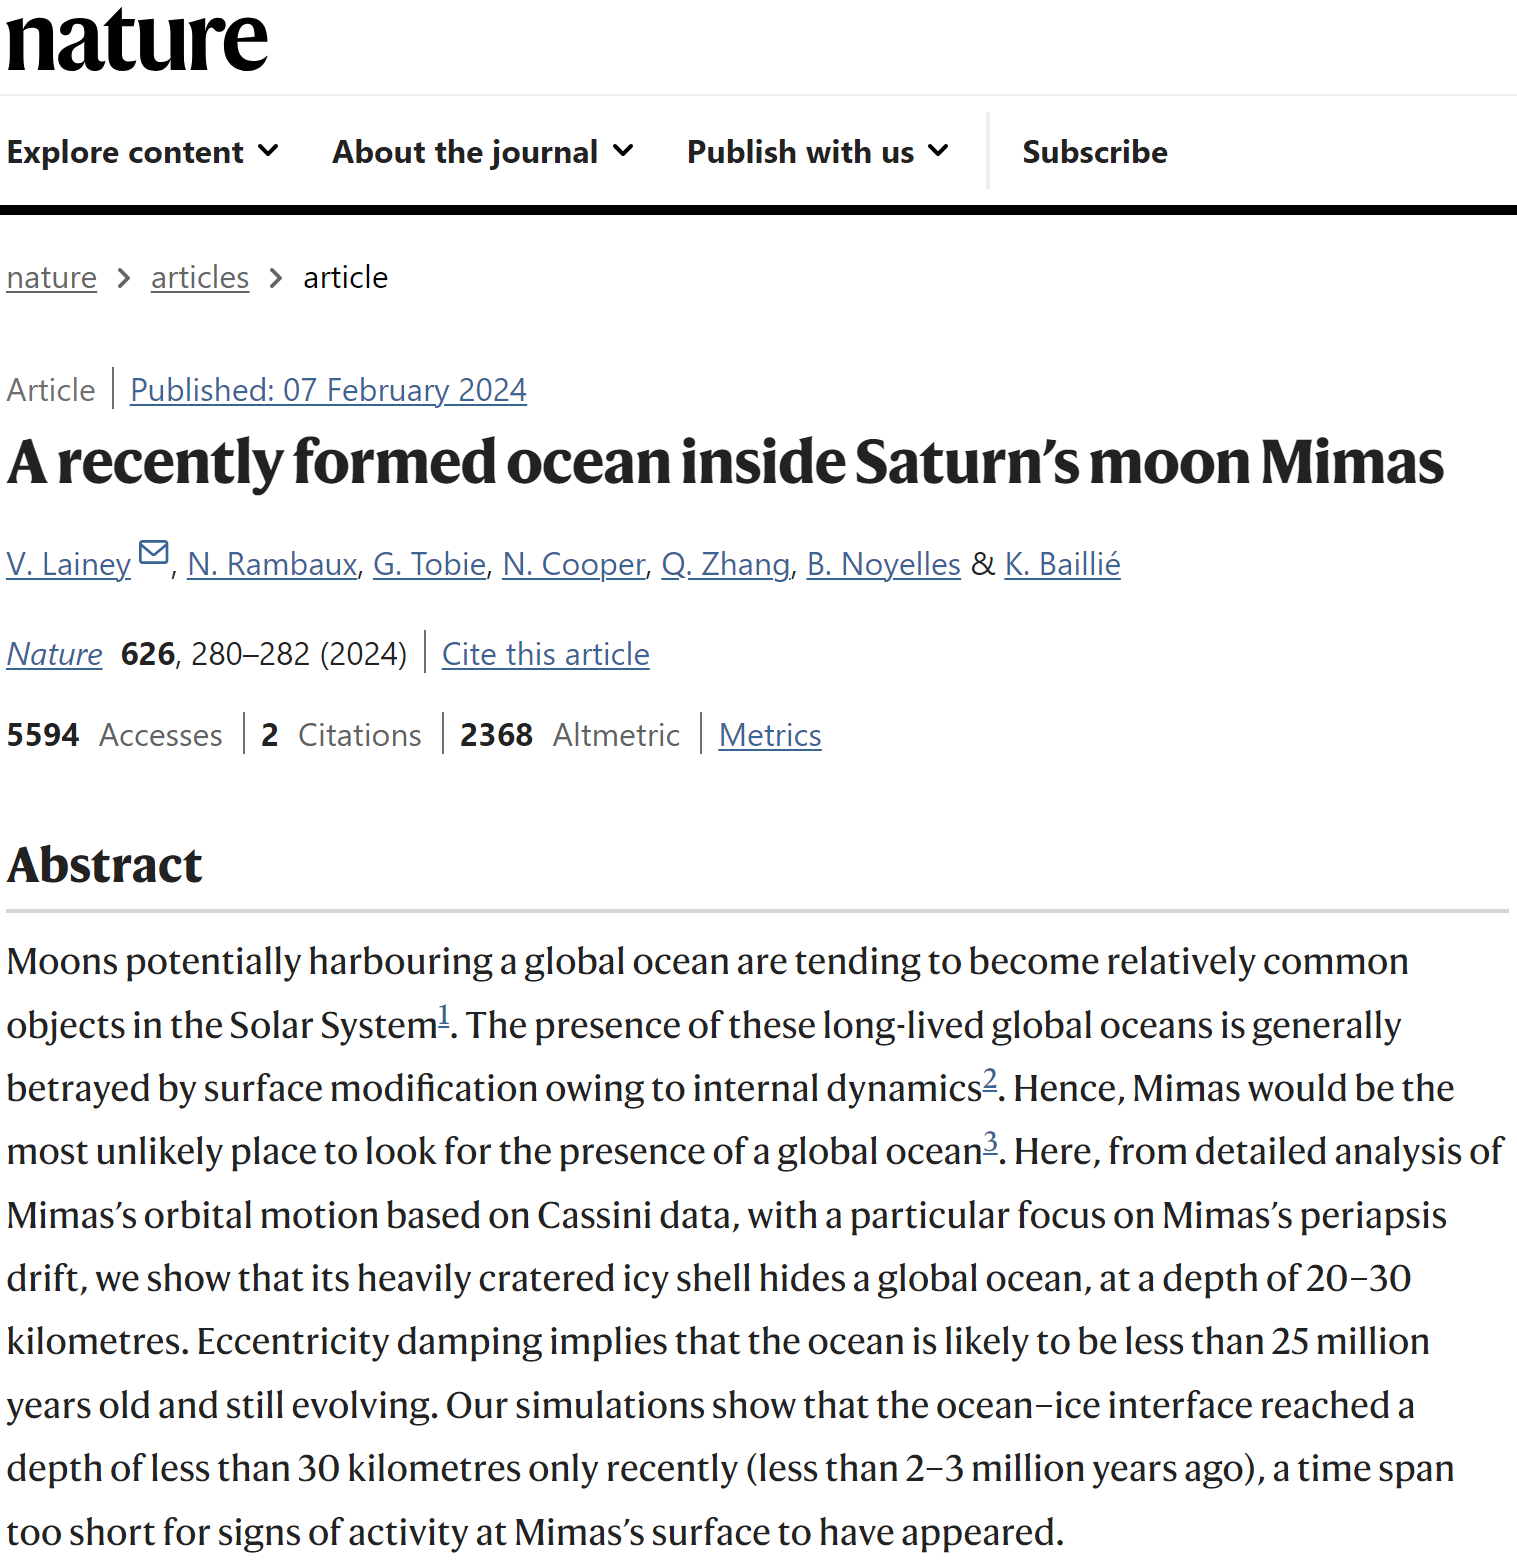 nature
Explore content About the journal Publish with us Subscribe
nature > articles > article
Article | Published: 07 February 2024
A recently formed ocean inside Saturn’s moon Mimas
V. Lainey, N. Rambaux, G. Tobie, N. Cooper, Q. Zhang, B. Noyelles & K. Baillié
Nature 626, 280–282 (2024) | Cite this article
5594 Accesses | 2 Citations | 2368 Altmetric | Metrics
Abstract
Moons potentially harbouring a global ocean are tending to become relatively common
objects in the Solar System1. The presence of these long-lived global oceans is generally
betrayed by surface modification owing to internal dynamics2. Hence, Mimas would be the
most unlikely place to look for the presence of a global ocean3. Here, from detailed analysis of
Mimas’s orbital motion based on Cassini data, with a particular focus on Mimas’s periapsis
drift, we show that its heavily cratered icy shell hides a global ocean, at a depth of 20–30
kilometres. Eccentricity damping implies that the ocean is likely to be less than 25 million
years old and still evolving. Our simulations show that the ocean–ice interface reached a
depth of less than 30 kilometres only recently (less than 2–3 million years ago), a time span
too short for signs of activity at Mimas’s surface to have appeared.